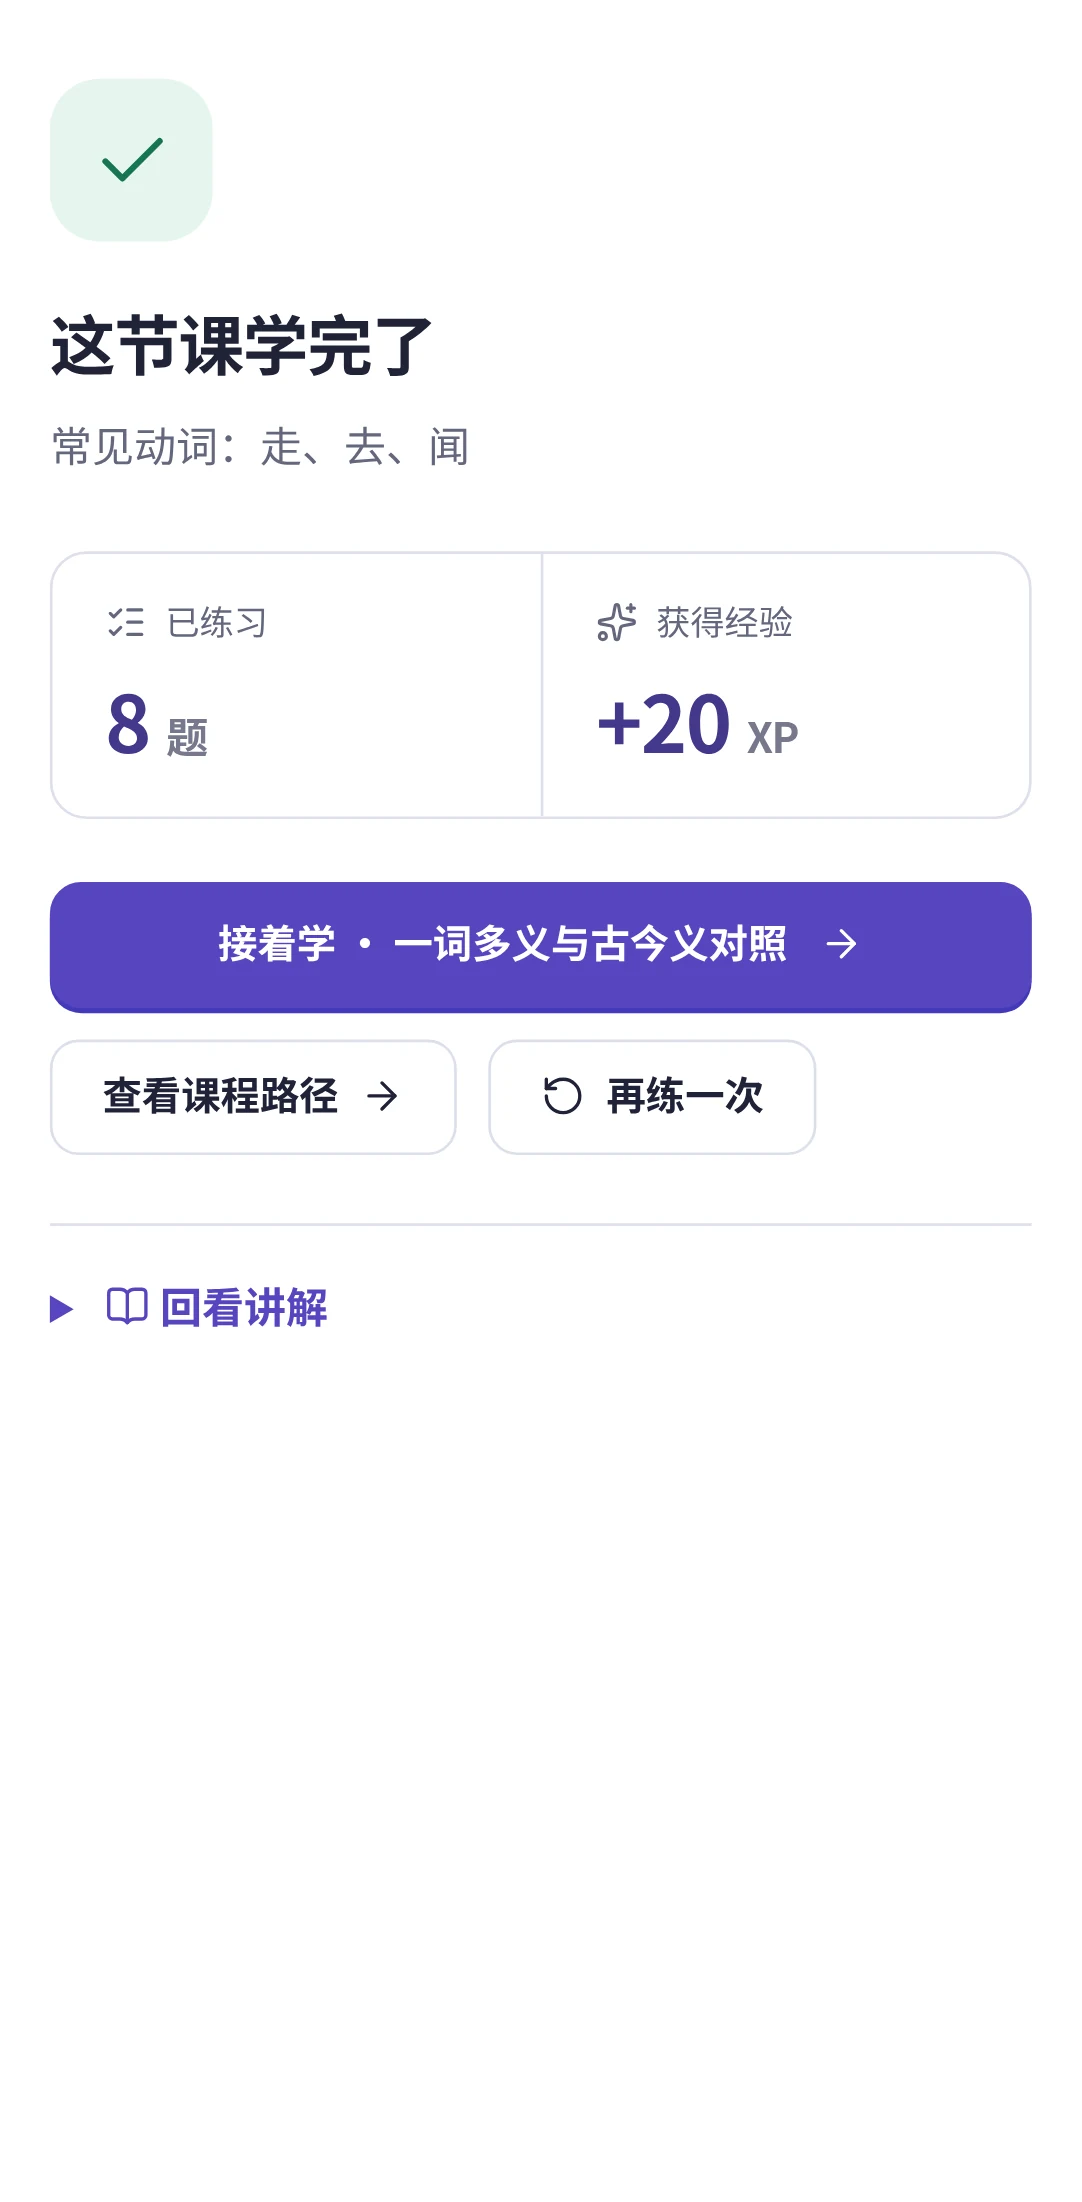 这节课学完了
常见动词：走、去、闻
已练习
8 题
获得经验
+20 XP
接着学 · 一词多义与古今义对照
查看课程路径
再练一次
回看讲解